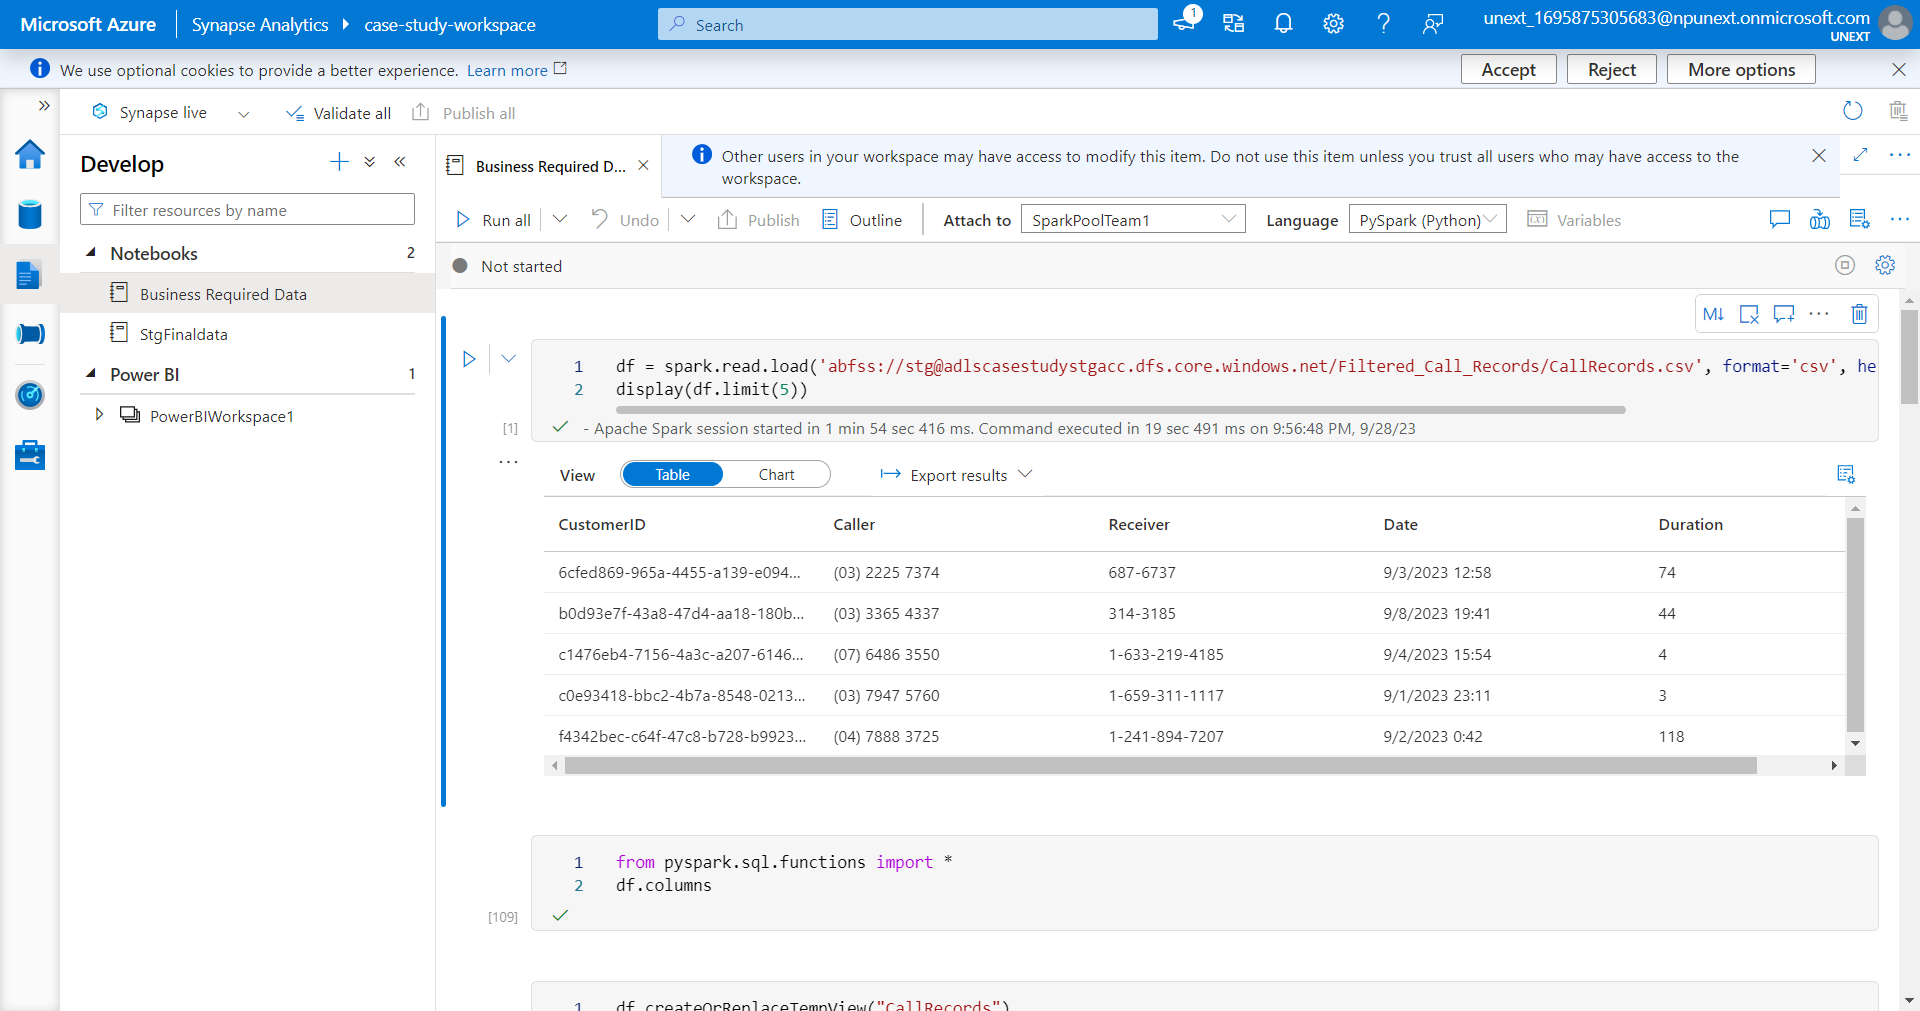 Microsoft Azure Synapse Analytics case-study-workspace Search 1 unext_1695875305683@npunext.onmicrosoft.com
UNEXT
We use optional cookies to provide a better experience. Learn more Accept Reject More options
Synapse live Validate all Publish all
Develop
Filter resources by name
Notebooks 2
Business Required Data
StgFinaldata
Power BI 1
PowerBIWorkspace1
Business Required D...
Other users in your workspace may have access to modify this item. Do not use this item unless you trust all users who may have access to the
workspace.
Run all Undo Publish Outline Attach to SparkPoolTeam1 Language PySpark (Python) Variables
Not started
M↓
1 df = spark.read.load('abfss://stg@adlscasestudystgacc.dfs.core.windows.net/Filtered_Call_Records/CallRecords.csv', format='csv', he
2 display(df.limit(5))
[1] - Apache Spark session started in 1 min 54 sec 416 ms. Command executed in 19 sec 491 ms on 9:56:48 PM, 9/28/23
View Table Chart Export results
CustomerID Caller Receiver Date Duration
6cfed869-965a-4455-a139-e094... (03) 2225 7374 687-6737 9/3/2023 12:58 74
b0d93e7f-43a8-47d4-aa18-180b... (03) 3365 4337 314-3185 9/8/2023 19:41 44
c1476eb4-7156-4a3c-a207-6146... (07) 6486 3550 1-633-219-4185 9/4/2023 15:54 4
c0e93418-bbc2-4b7a-8548-0213... (03) 7947 5760 1-659-311-1117 9/1/2023 23:11 3
f4342bec-c64f-47c8-b728-b9923... (04) 7888 3725 1-241-894-7207 9/2/2023 0:42 118
1 from pyspark.sql.functions import *
2 df.columns
[109]
1 df.createOrReplaceTempView("CallRecords")